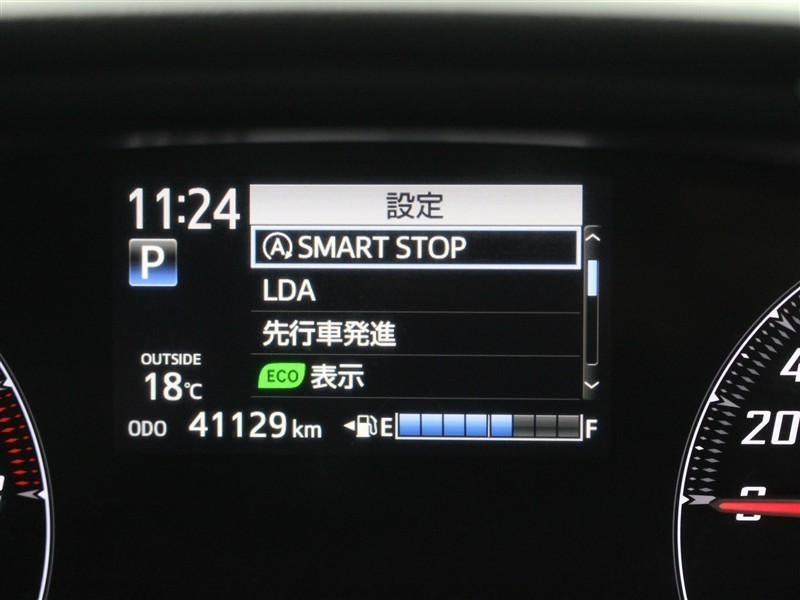 11:24
設定
P
SMART STOP
LDA
先行車発進
ECO 表示
OUTSIDE
18℃
ODO 41129 km
E F
20
0